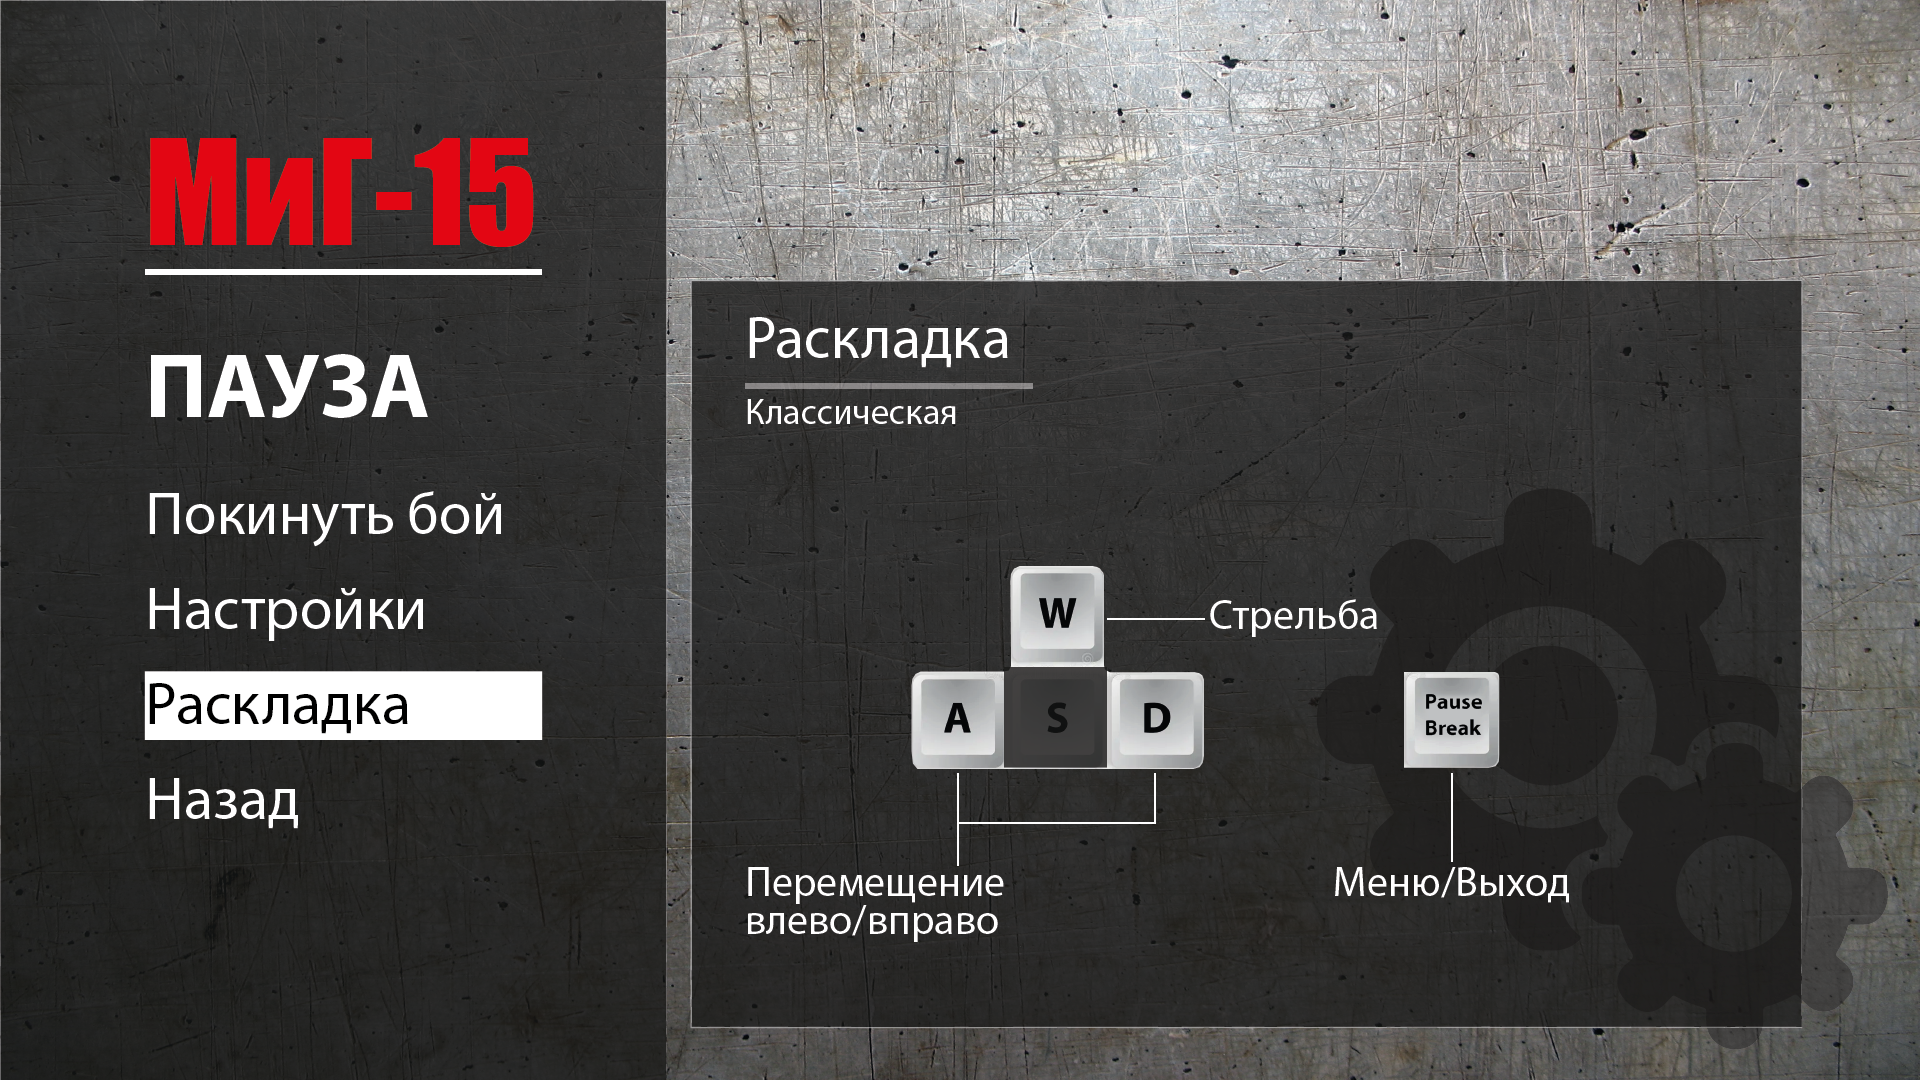 МиГ-15
ПАУЗА
Покинуть бой
Настройки
Раскладка
Назад
Раскладка
Классическая
W
Стрельба
A
S
D
Pause
Break
Перемещение
влево/вправо
Меню/Выход